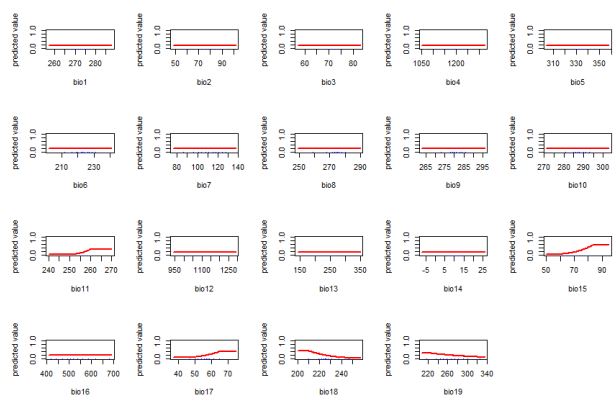 predicted value 0.0 1.0 260 270 280 bio1
predicted value 0.0 1.0 50 70 90 bio2
predicted value 0.0 1.0 60 70 80 bio3
predicted value 0.0 1.0 1050 1200 bio4
predicted value 0.0 1.0 310 330 350 bio5
predicted value 0.0 1.0 210 230 bio6
predicted value 0.0 1.0 80 100 120 140 bio7
predicted value 0.0 1.0 250 270 290 bio8
predicted value 0.0 1.0 265 275 285 295 bio9
predicted value 0.0 1.0 270 280 290 300 bio10
predicted value 0.0 1.0 240 250 260 270 bio11
predicted value 0.0 1.0 950 1100 1250 bio12
predicted value 0.0 1.0 150 250 350 bio13
predicted value 0.0 1.0 -5 5 15 25 bio14
predicted value 0.0 1.0 50 70 90 bio15
predicted value 0.0 1.0 400 500 600 700 bio16
predicted value 0.0 1.0 40 50 60 70 bio17
predicted value 0.0 1.0 200 220 240 bio18
predicted value 0.0 1.0 220 260 300 340 bio19